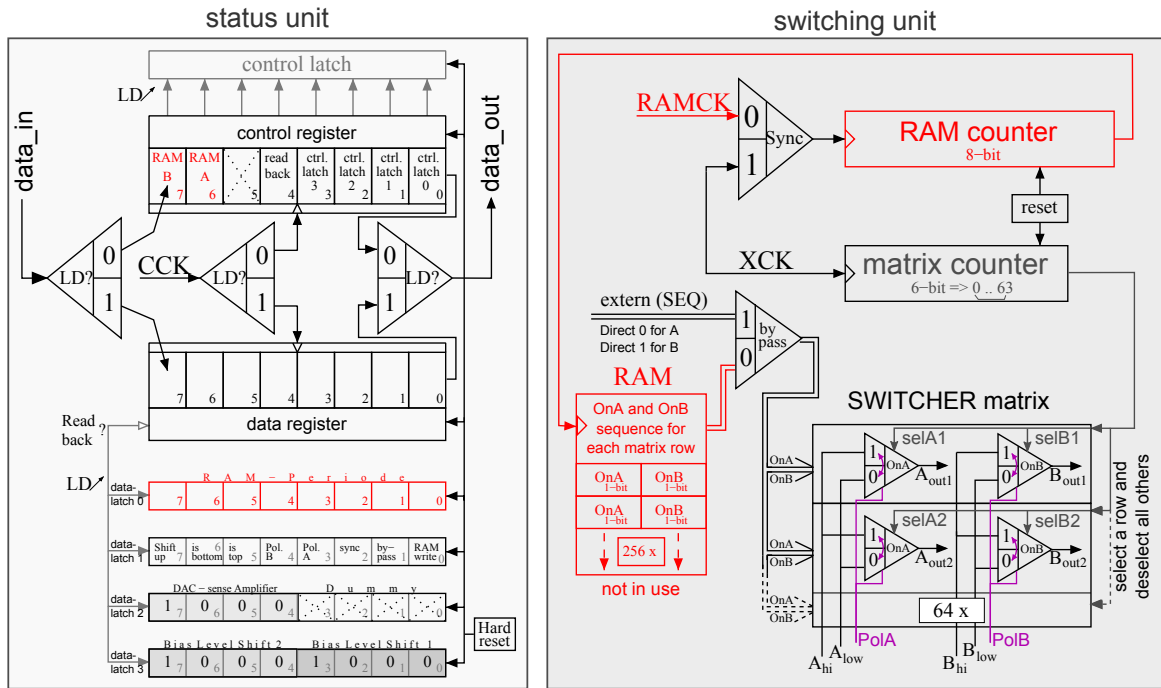 status unit
control latch
LD
control register
RAM B 7
RAM A 6
5
read back 4
ctrl. latch 3 3
ctrl. latch 2 2
ctrl. latch 1 1
ctrl. latch 0 0
data_in
data_out
LD?
0
1
CCK
LD?
0
1
0
1
LD?
7 6 5 4 3 2 1 0
data register
Read back ?
LD
RAM-Periode
data-latch 0
7 6 5 4 3 2 1 0
data-latch 1
Shift up 7
is bottom 6
is top 5
Pol. B 4
Pol. A 3
sync 2
by-pass 1
RAM write 0
DAC - sense Amplifier
Dummy
data-latch 2
1 7 0 6 0 5 0 4 3 2 1 0
Bias Level Shift 2
Bias Level Shift 1
data-latch 3
1 7 0 6 0 5 0 4 1 3 0 2 0 1 0 0
Hard reset
switching unit
RAMCK
0
1
Sync
RAM counter
8-bit
reset
XCK
matrix counter
6-bit => 0 .. 63
extern (SEQ)
Direct 0 for A
Direct 1 for B
1
0
by pass
RAM
OnA and OnB
sequence for
each matrix row
OnA 1-bit
OnB 1-bit
OnA 1-bit
OnB 1-bit
256 x
not in use
SWITCHER matrix
selA1
selB1
OnA
OnB
1
0
OnA
Aout1
1
0
OnB
Bout1
selA2
selB2
OnA
OnB
1
0
OnA
Aout2
1
0
OnB
Bout2
OnA
OnB
64 x
PolA
PolB
Ahi
Alow
Bhi
Blow
select a row and
deselect all others